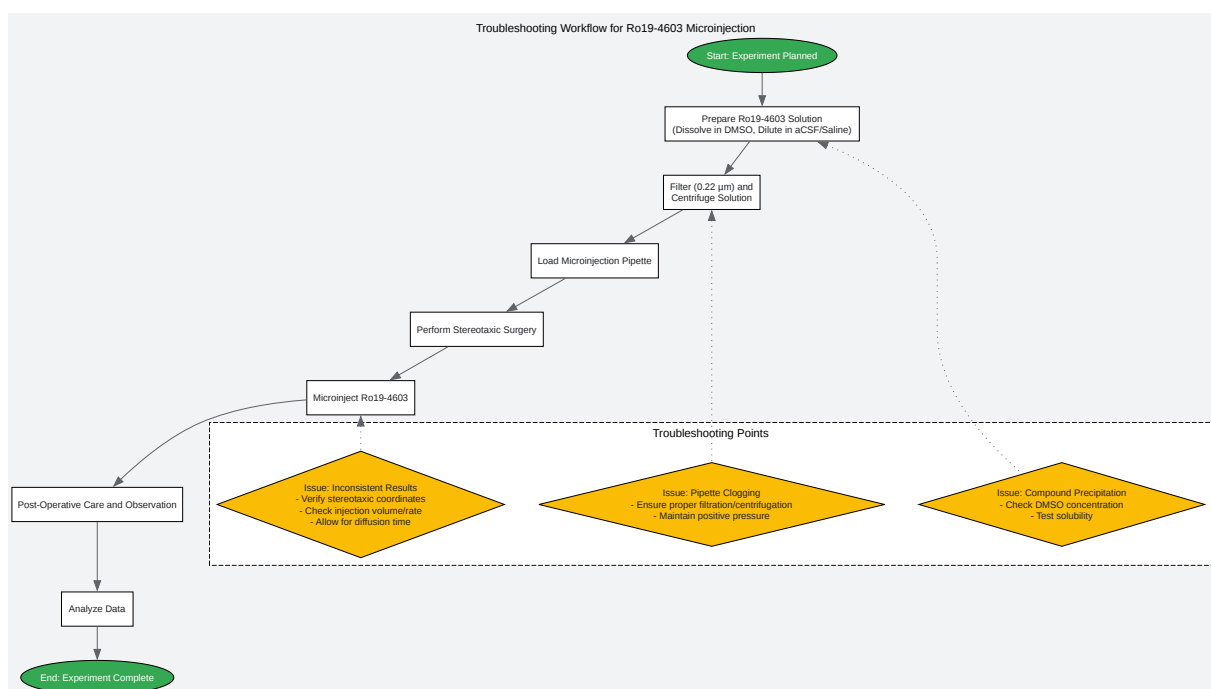 Troubleshooting Workflow for Ro19-4603 Microinjection
Start: Experiment Planned
Prepare Ro19-4603 Solution
(Dissolve in DMSO, Dilute in aCSF/Saline)
Filter (0.22 µm) and
Centrifuge Solution
Load Microinjection Pipette
Perform Stereotaxic Surgery
Microinject Ro19-4603
Troubleshooting Points
Issue: Inconsistent Results
- Verify stereotaxic coordinates
- Check injection volume/rate
- Allow for diffusion time
Issue: Pipette Clogging
- Ensure proper filtration/centrifugation
- Maintain positive pressure
Issue: Compound Precipitation
- Check DMSO concentration
- Test solubility
Post-Operative Care and Observation
Analyze Data
End: Experiment Complete